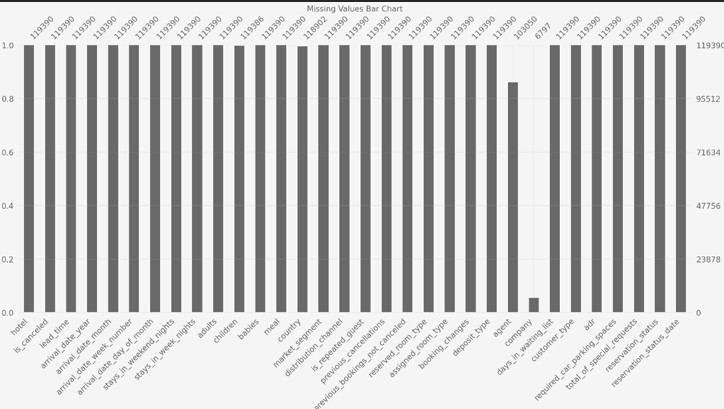 Missing Values Bar Chart
119390
119390
119390
119390
119390
119390
119390
119390
119390
119390
119386
119390
119390
118902
119390
119390
119390
119390
119390
119390
119390
119390
119390
103050
6797
119390
119390
119390
119390
119390
119390
119390
1.0
0.8
0.6
0.4
0.2
0.0
119390
95512
71634
47756
23878
0
hotel
is_canceled
lead_time
arrival_date_year
arrival_date_month
arrival_date_week_number
arrival_date_day_of_month
stays_in_weekend_nights
stays_in_week_nights
adults
children
babies
meal
country
market_segment
distribution_channel
is_repeated_guest
previous_cancellations
previous_bookings_not_canceled
reserved_room_type
assigned_room_type
booking_changes
deposit_type
agent
company
days_in_waiting_list
customer_type
adr
required_car_parking_spaces
total_of_special_requests
reservation_status
reservation_status_date